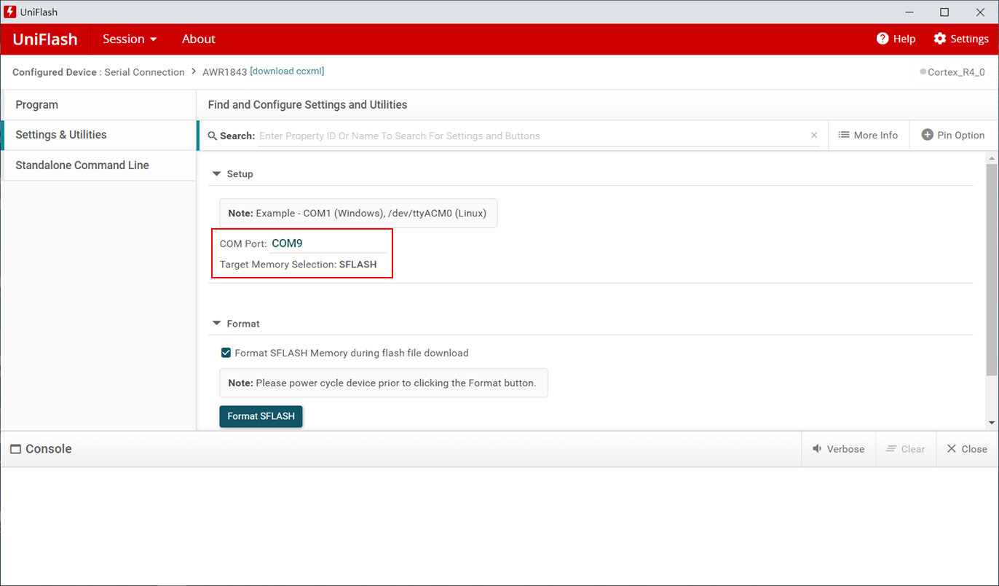 UniFlash
UniFlash Session About Help Settings
Configured Device : Serial Connection > AWR1843 [download ccxml] Cortex_R4_0
Program
Settings & Utilities
Standalone Command Line
Find and Configure Settings and Utilities
Search: Enter Property ID Or Name To Search For Settings and Buttons × More Info Pin Option
Setup
Note: Example - COM1 (Windows), /dev/ttyACM0 (Linux)
COM Port: COM9
Target Memory Selection: SFLASH
Format
Format SFLASH Memory during flash file download
Note: Please power cycle device prior to clicking the Format button.
Format SFLASH
Console Verbose Clear Close